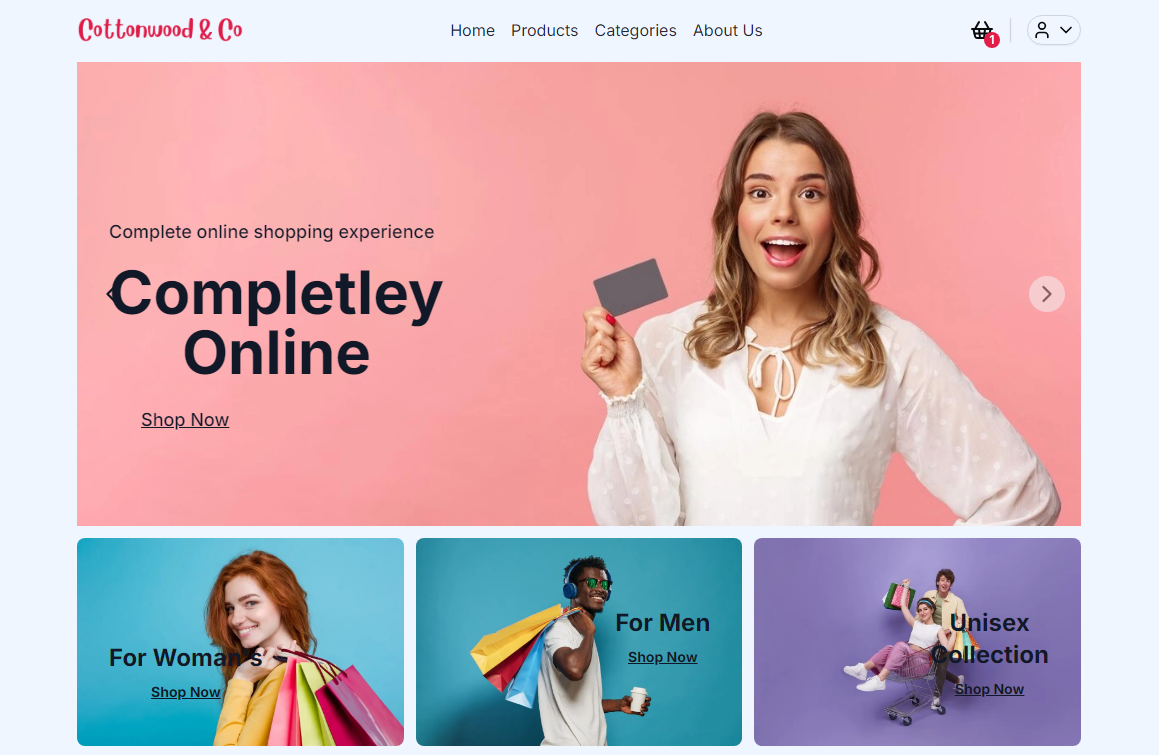 Cottonwood & Co
Home Products Categories About Us
1
Complete online shopping experience
Completley
Online
Shop Now
For Woman's
Shop Now
For Men
Shop Now
Unisex
Collection
Shop Now